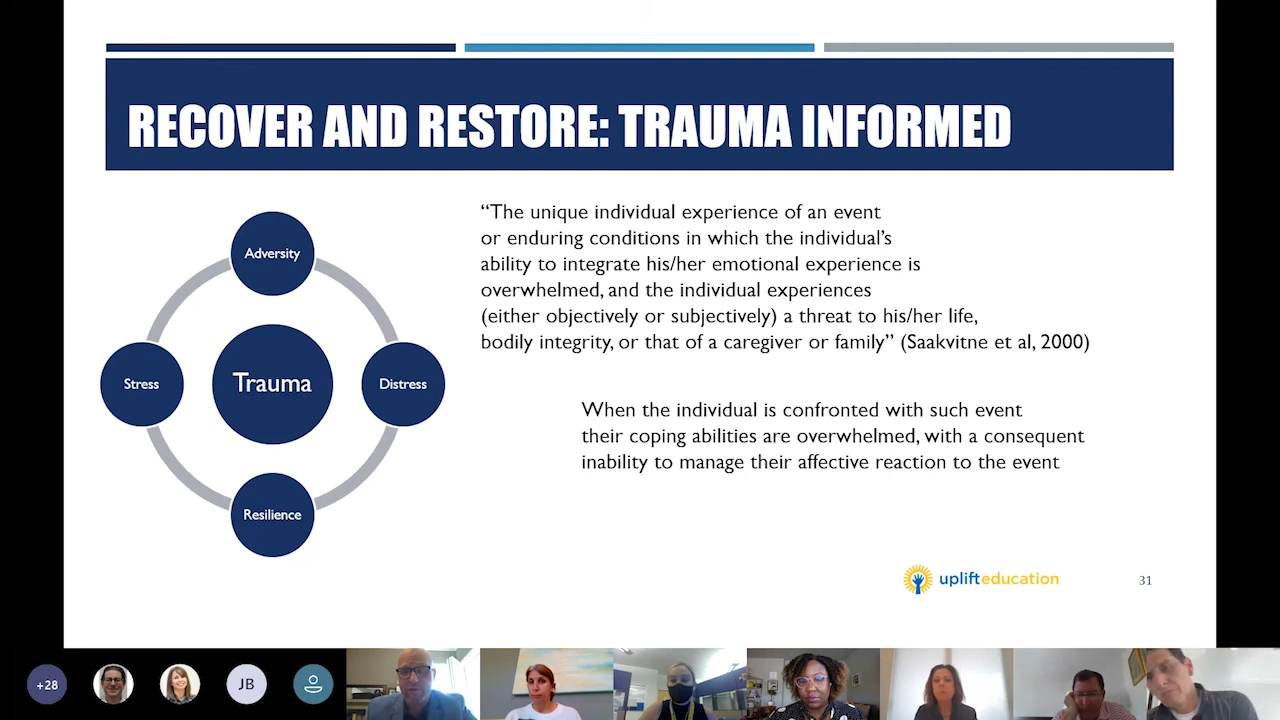 RECOVER AND RESTORE: TRAUMA INFORMED
Adversity
Stress
Trauma
Distress
Resilience
“The unique individual experience of an event
or enduring conditions in which the individual’s
ability to integrate his/her emotional experience is
overwhelmed, and the individual experiences
(either objectively or subjectively) a threat to his/her life,
bodily integrity, or that of a caregiver or family” (Saakvitne et al, 2000)
When the individual is confronted with such event
their coping abilities are overwhelmed, with a consequent
inability to manage their affective reaction to the event
uplifteducation
31
+28
JB